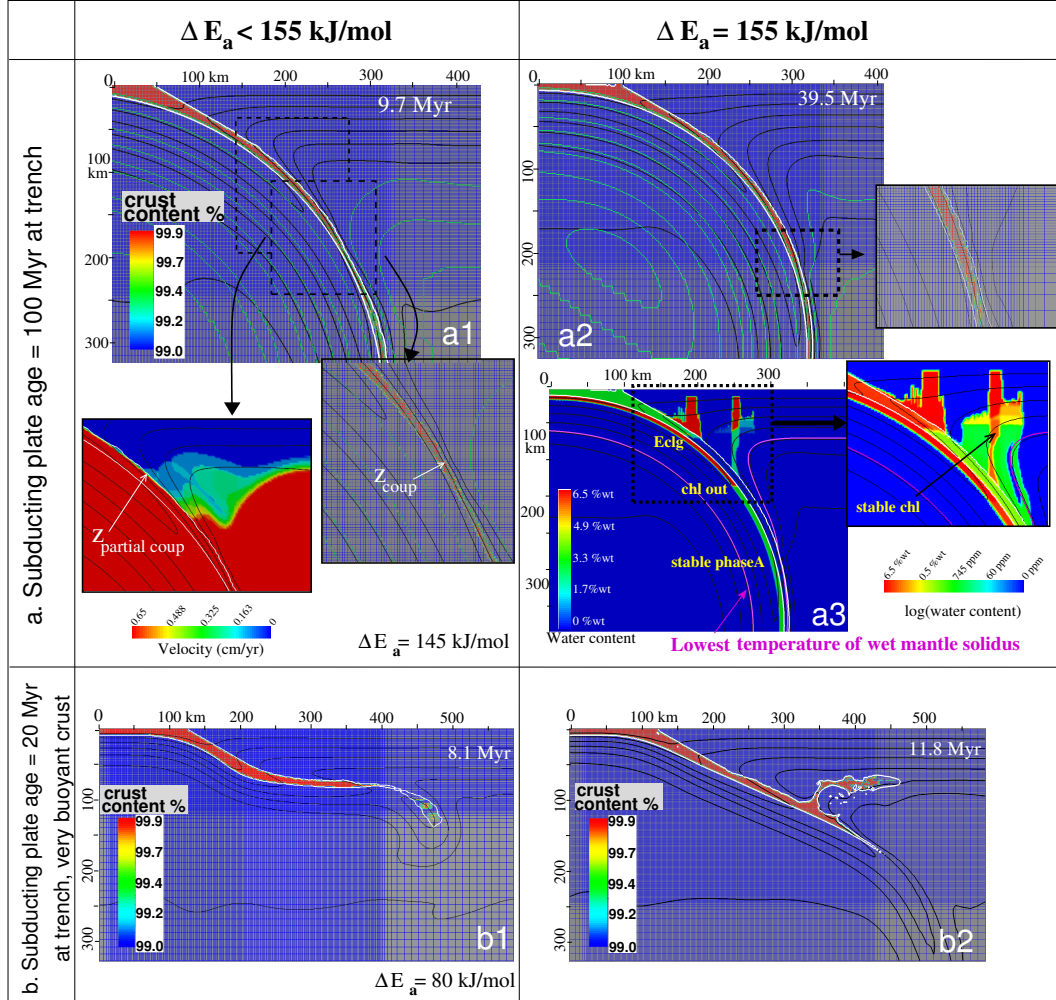 Δ E_a < 155 kJ/mol
Δ E_a = 155 kJ/mol
a. Subducting plate age = 100 Myr at trench
0 100 km 200 300 400
9.7 Myr
100
km
200
300
crust
content %
99.9
99.7
99.4
99.2
99.0
a1
Z_coup
Z_partial coup
0.65
0.488
0.325
0.163
0
Velocity (cm/yr)
ΔE_a = 145 kJ/mol
0 100 km 200 300 400
39.5 Myr
100
200
300
a2
0 100 km 200 300
100
km
200
300
Eclg
chl out
stable phaseA
6.5 %wt
4.9 %wt
3.3 %wt
1.7%wt
0 %wt
Water content
a3
Lowest temperature of wet mantle solidus
stable chl
6.5 %wt
0.5 %wt
745 ppm
60 ppm
0 ppm
log(water content)
b. Subducting plate age = 20 Myr
at trench, very buoyant crust
0 100 km 200 300 400 500
8.1 Myr
0
100
200
300
crust
content %
99.9
99.7
99.4
99.2
99.0
b1
ΔE_a = 80 kJ/mol
0 100 km 200 300 400 500
11.8 Myr
0
100
200
300
crust
content %
99.9
99.7
99.4
99.2
99.0
b2